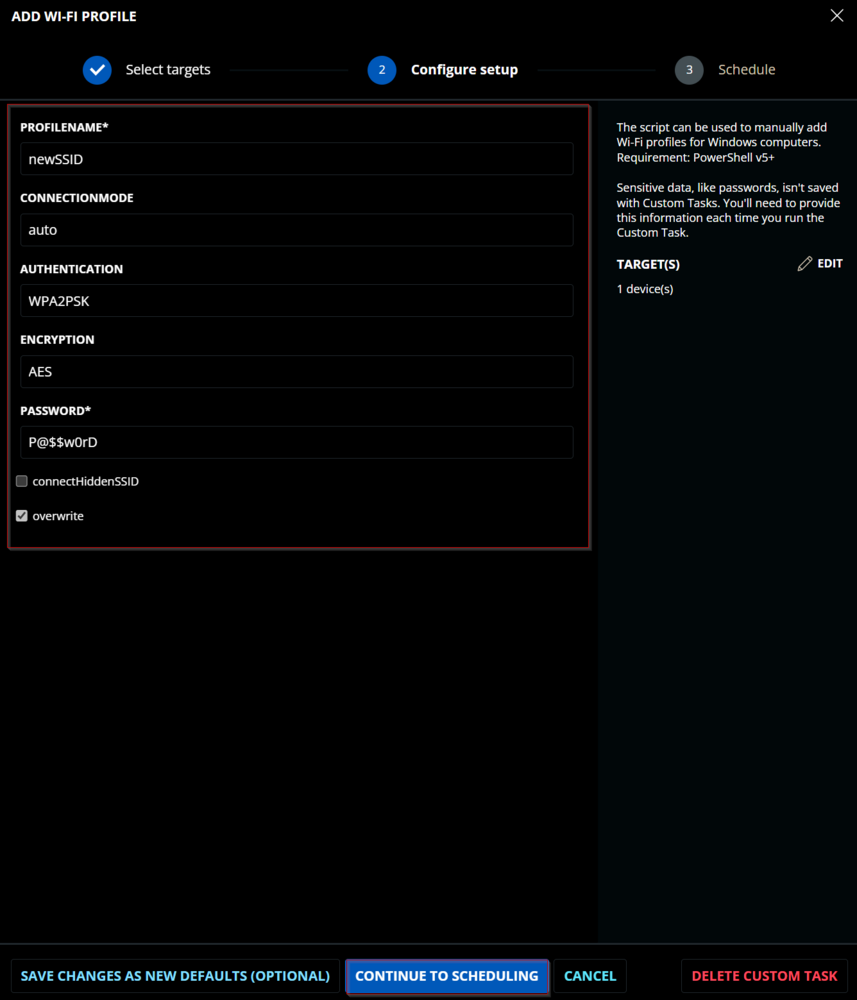 ADD WI-FI PROFILE
Select targets
2
Configure setup
3
Schedule
PROFILENAME*
newSSID
CONNECTIONMODE
auto
AUTHENTICATION
WPA2PSK
ENCRYPTION
AES
PASSWORD*
P@$$w0rD
connectHiddenSSID
overwrite
The script can be used to manually add
Wi-Fi profiles for Windows computers.
Requirement: PowerShell v5+
Sensitive data, like passwords, isn't saved
with Custom Tasks. You'll need to provide
this information each time you run the
Custom Task.
TARGET(S)
EDIT
1 device(s)
SAVE CHANGES AS NEW DEFAULTS (OPTIONAL)
CONTINUE TO SCHEDULING
CANCEL
DELETE CUSTOM TASK